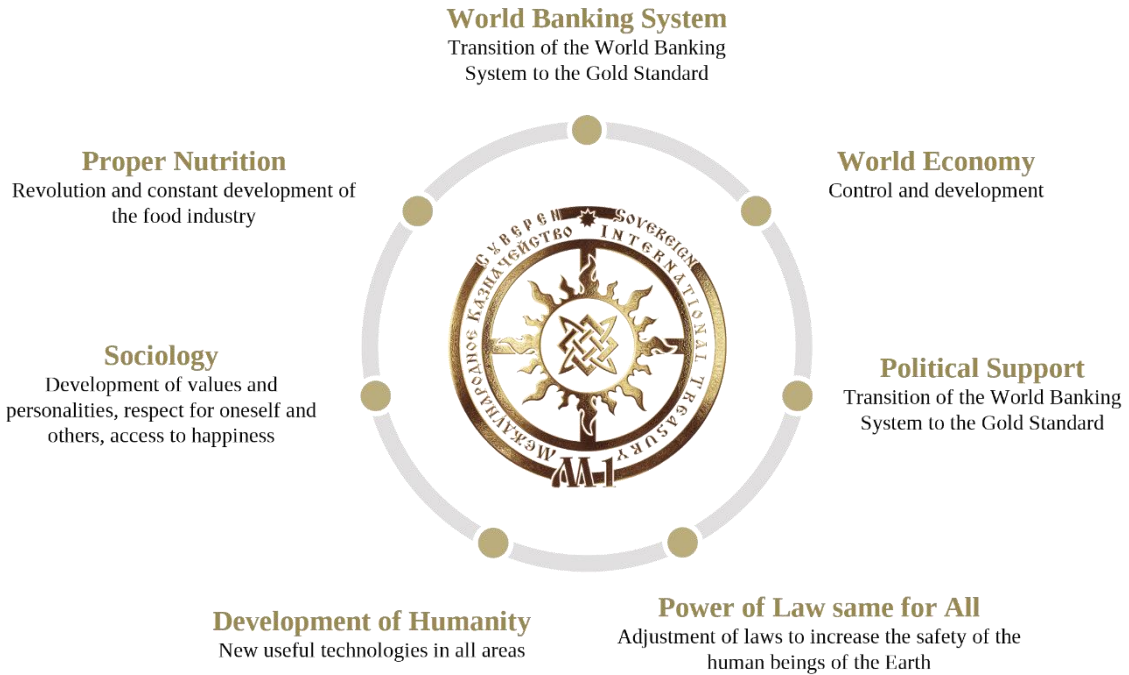 World Banking System
Transition of the World Banking
System to the Gold Standard
Proper Nutrition
Revolution and constant development of
the food industry
World Economy
Control and development
СУВЕРЕН
МЕЖДУНАРОДНОЕ КАЗНАЧЕЙСТВО
SOVEREIGN
INTERNATIONAL TREASURY
Sociology
Development of values and
personalities, respect for oneself and
others, access to happiness
Political Support
Transition of the World Banking
System to the Gold Standard
Development of Humanity
New useful technologies in all areas
Power of Law same for All
Adjustment of laws to increase the safety of the
human beings of the Earth